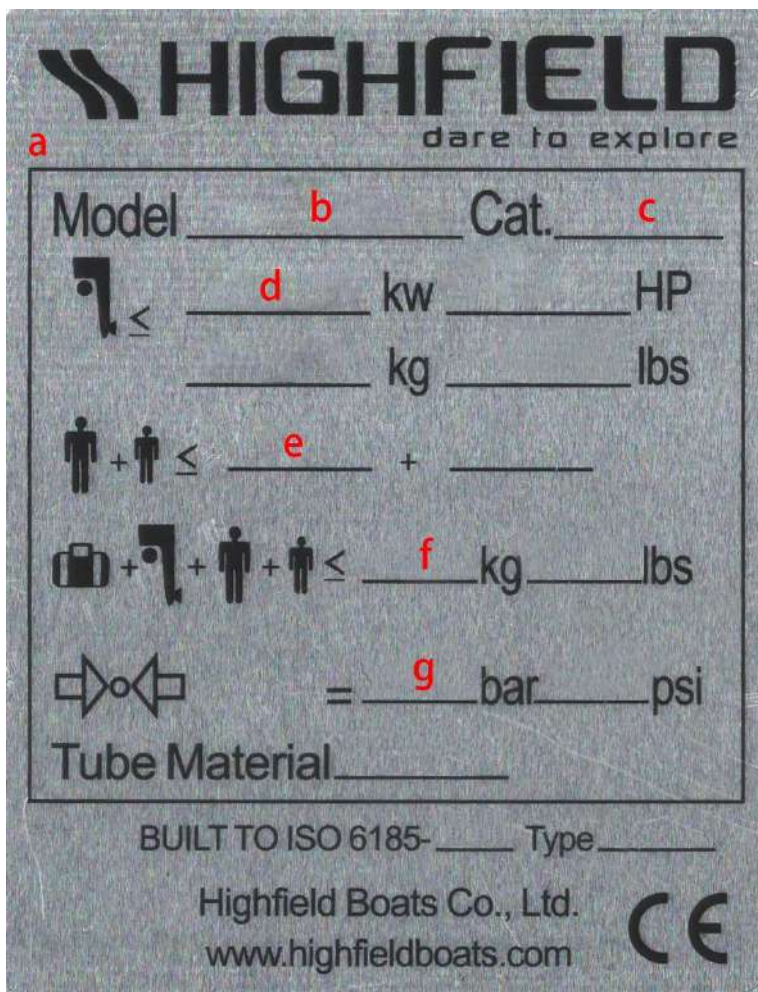 HIGHFIELD
dare to explore
a
Model b Cat. c
≤ d kw HP
kg lbs
+ ≤ e +
+ + + ≤ f kg lbs
= g bar psi
Tube Material
BUILT TO ISO 6185- Type
Highfield Boats Co., Ltd.
www.highfieldboats.com
CE